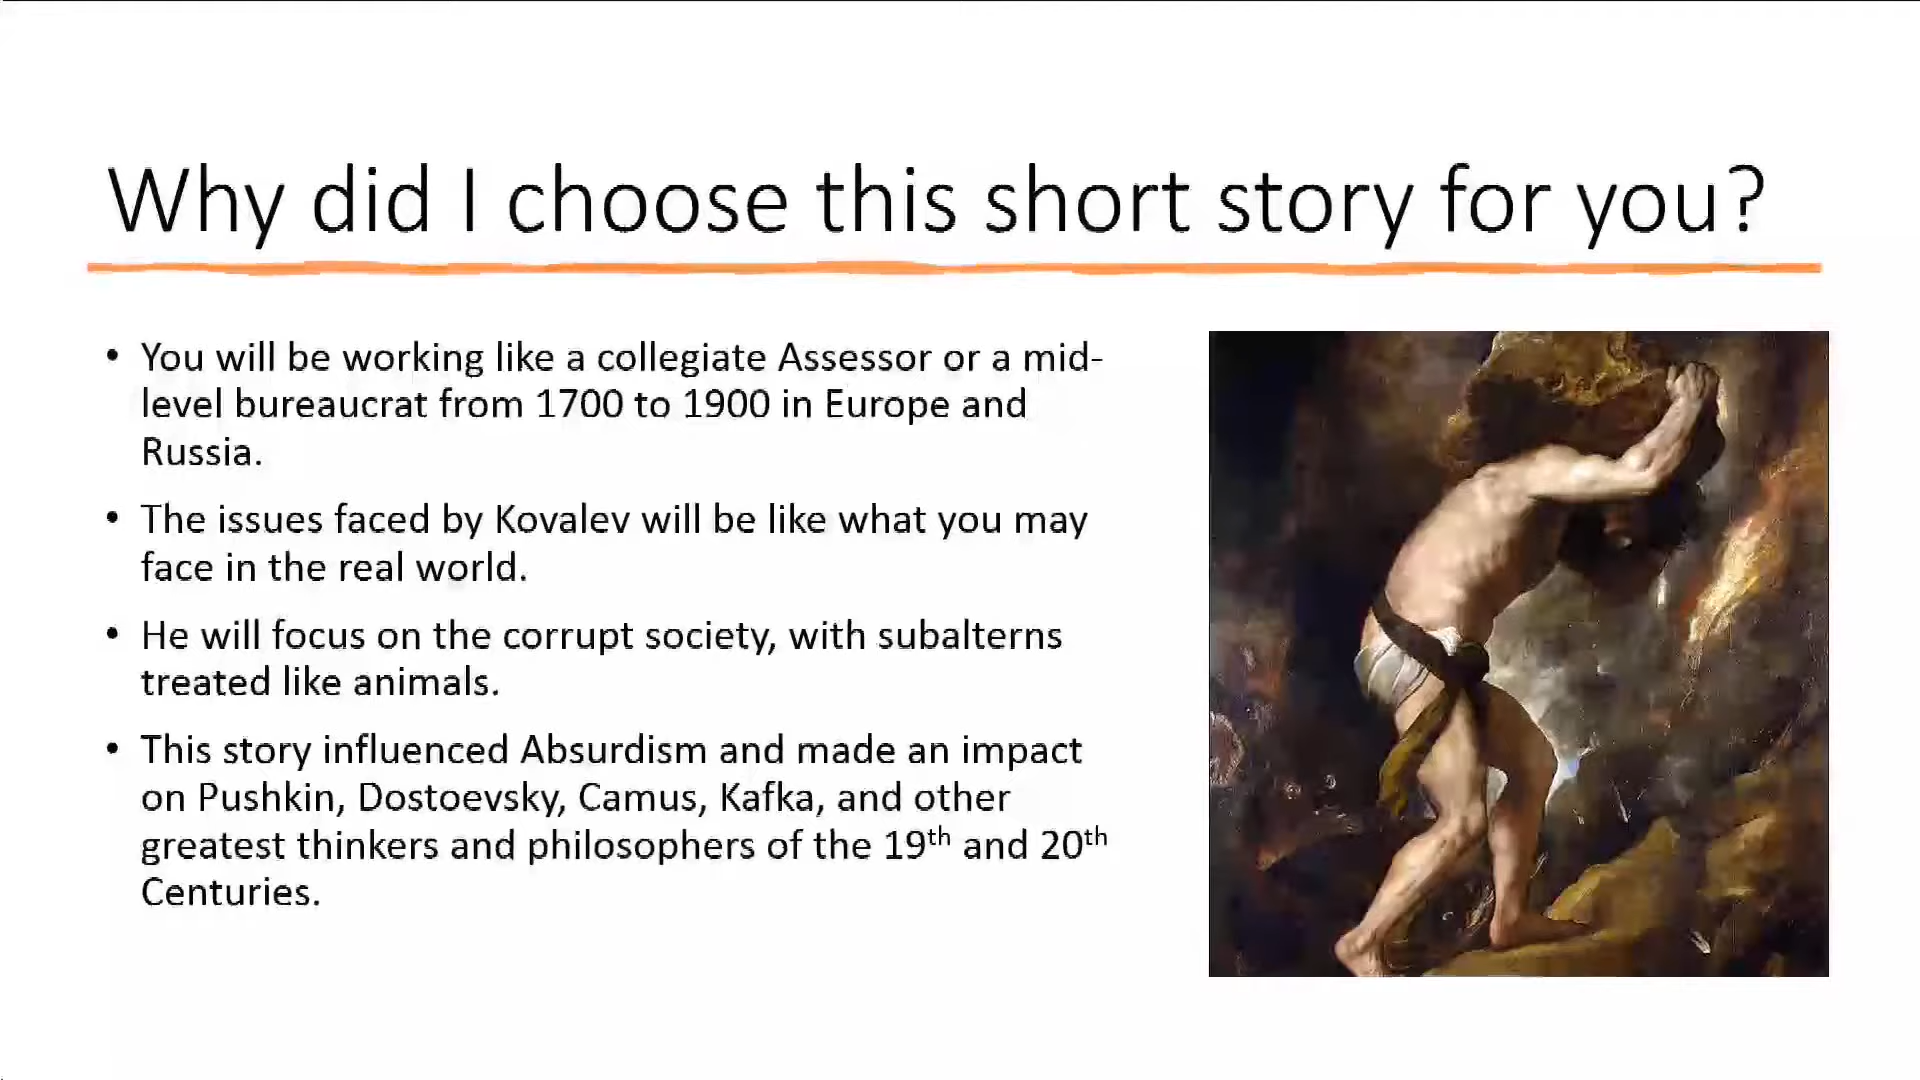 Why did I choose this short story for you?
• You will be working like a collegiate Assessor or a mid-
level bureaucrat from 1700 to 1900 in Europe and
Russia.
• The issues faced by Kovalev will be like what you may
face in the real world.
• He will focus on the corrupt society, with subalterns
treated like animals.
• This story influenced Absurdism and made an impact
on Pushkin, Dostoevsky, Camus, Kafka, and other
greatest thinkers and philosophers of the 19th and 20th
Centuries.